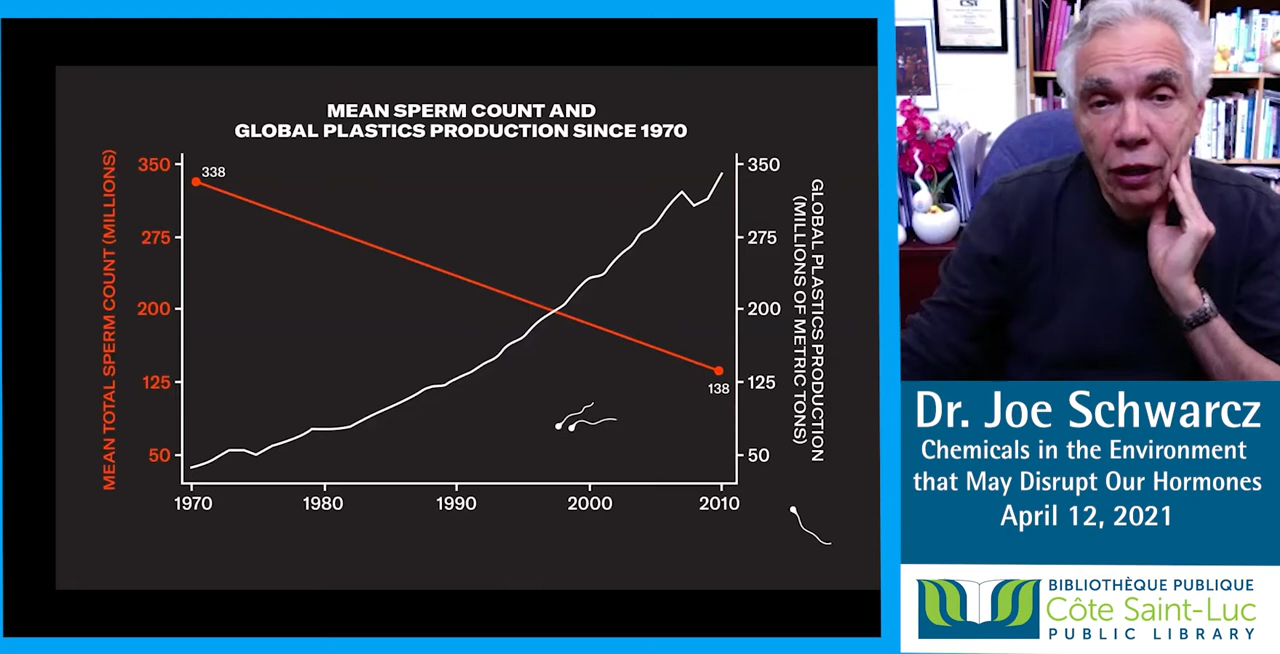 MEAN SPERM COUNT AND
GLOBAL PLASTICS PRODUCTION SINCE 1970
MEAN TOTAL SPERM COUNT (MILLIONS)
350
275
200
125
50
338
138
350
275
200
125
50
GLOBAL PLASTICS PRODUCTION
(MILLIONS OF METRIC TONS)
1970
1980
1990
2000
2010
CSI
Dr. Joe Schwarcz
Chemicals in the Environment
that May Disrupt Our Hormones
April 12, 2021
BIBLIOTHÈQUE PUBLIQUE
Côte Saint-Luc
PUBLIC LIBRARY